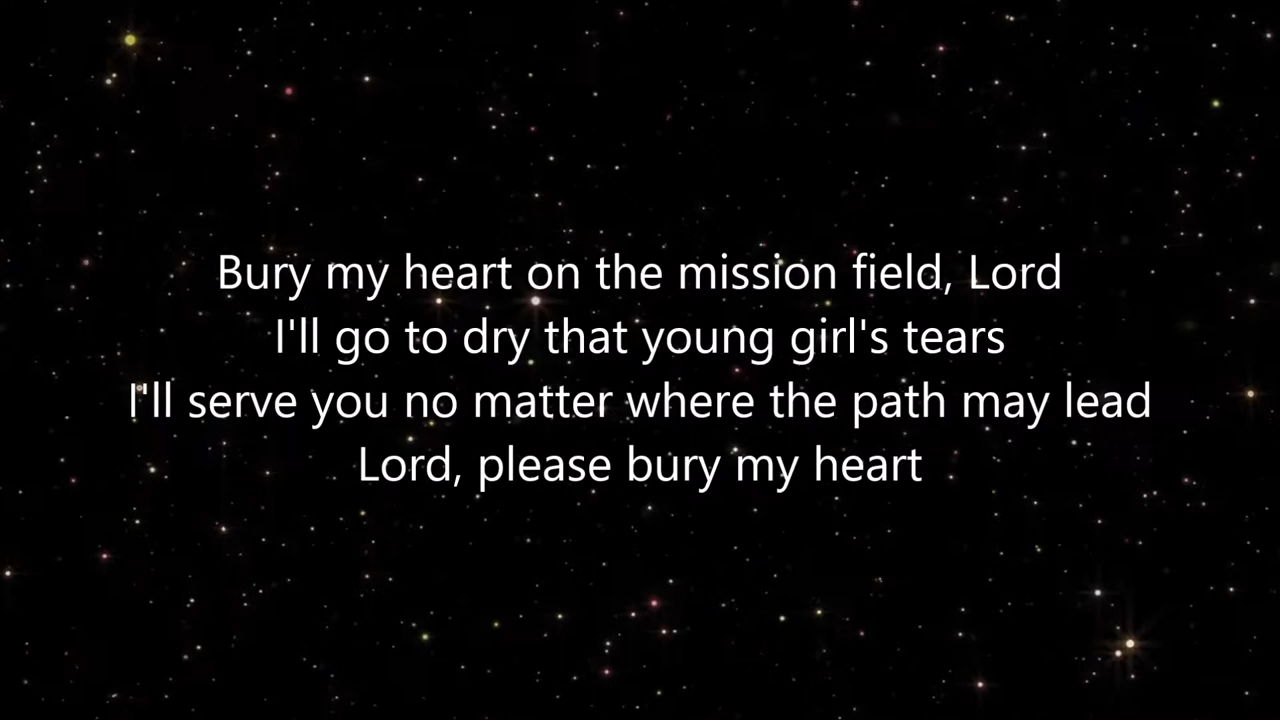 Bury my heart on the mission field, Lord
I'll go to dry that young girl's tears
I'll serve you no matter where the path may lead
Lord, please bury my heart